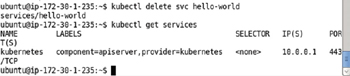 ubuntu@ip-172-30-1-235:~$ kubectl delete svc hello-world
services/hello-world
ubuntu@ip-172-30-1-235:~$ kubectl get services
NAME LABELS SELECTOR IP(S) POR
T(S)
kubernetes component=apiserver,provider=kubernetes <none> 10.0.0.1 443
/TCP
ubuntu@ip-172-30-1-235:~$